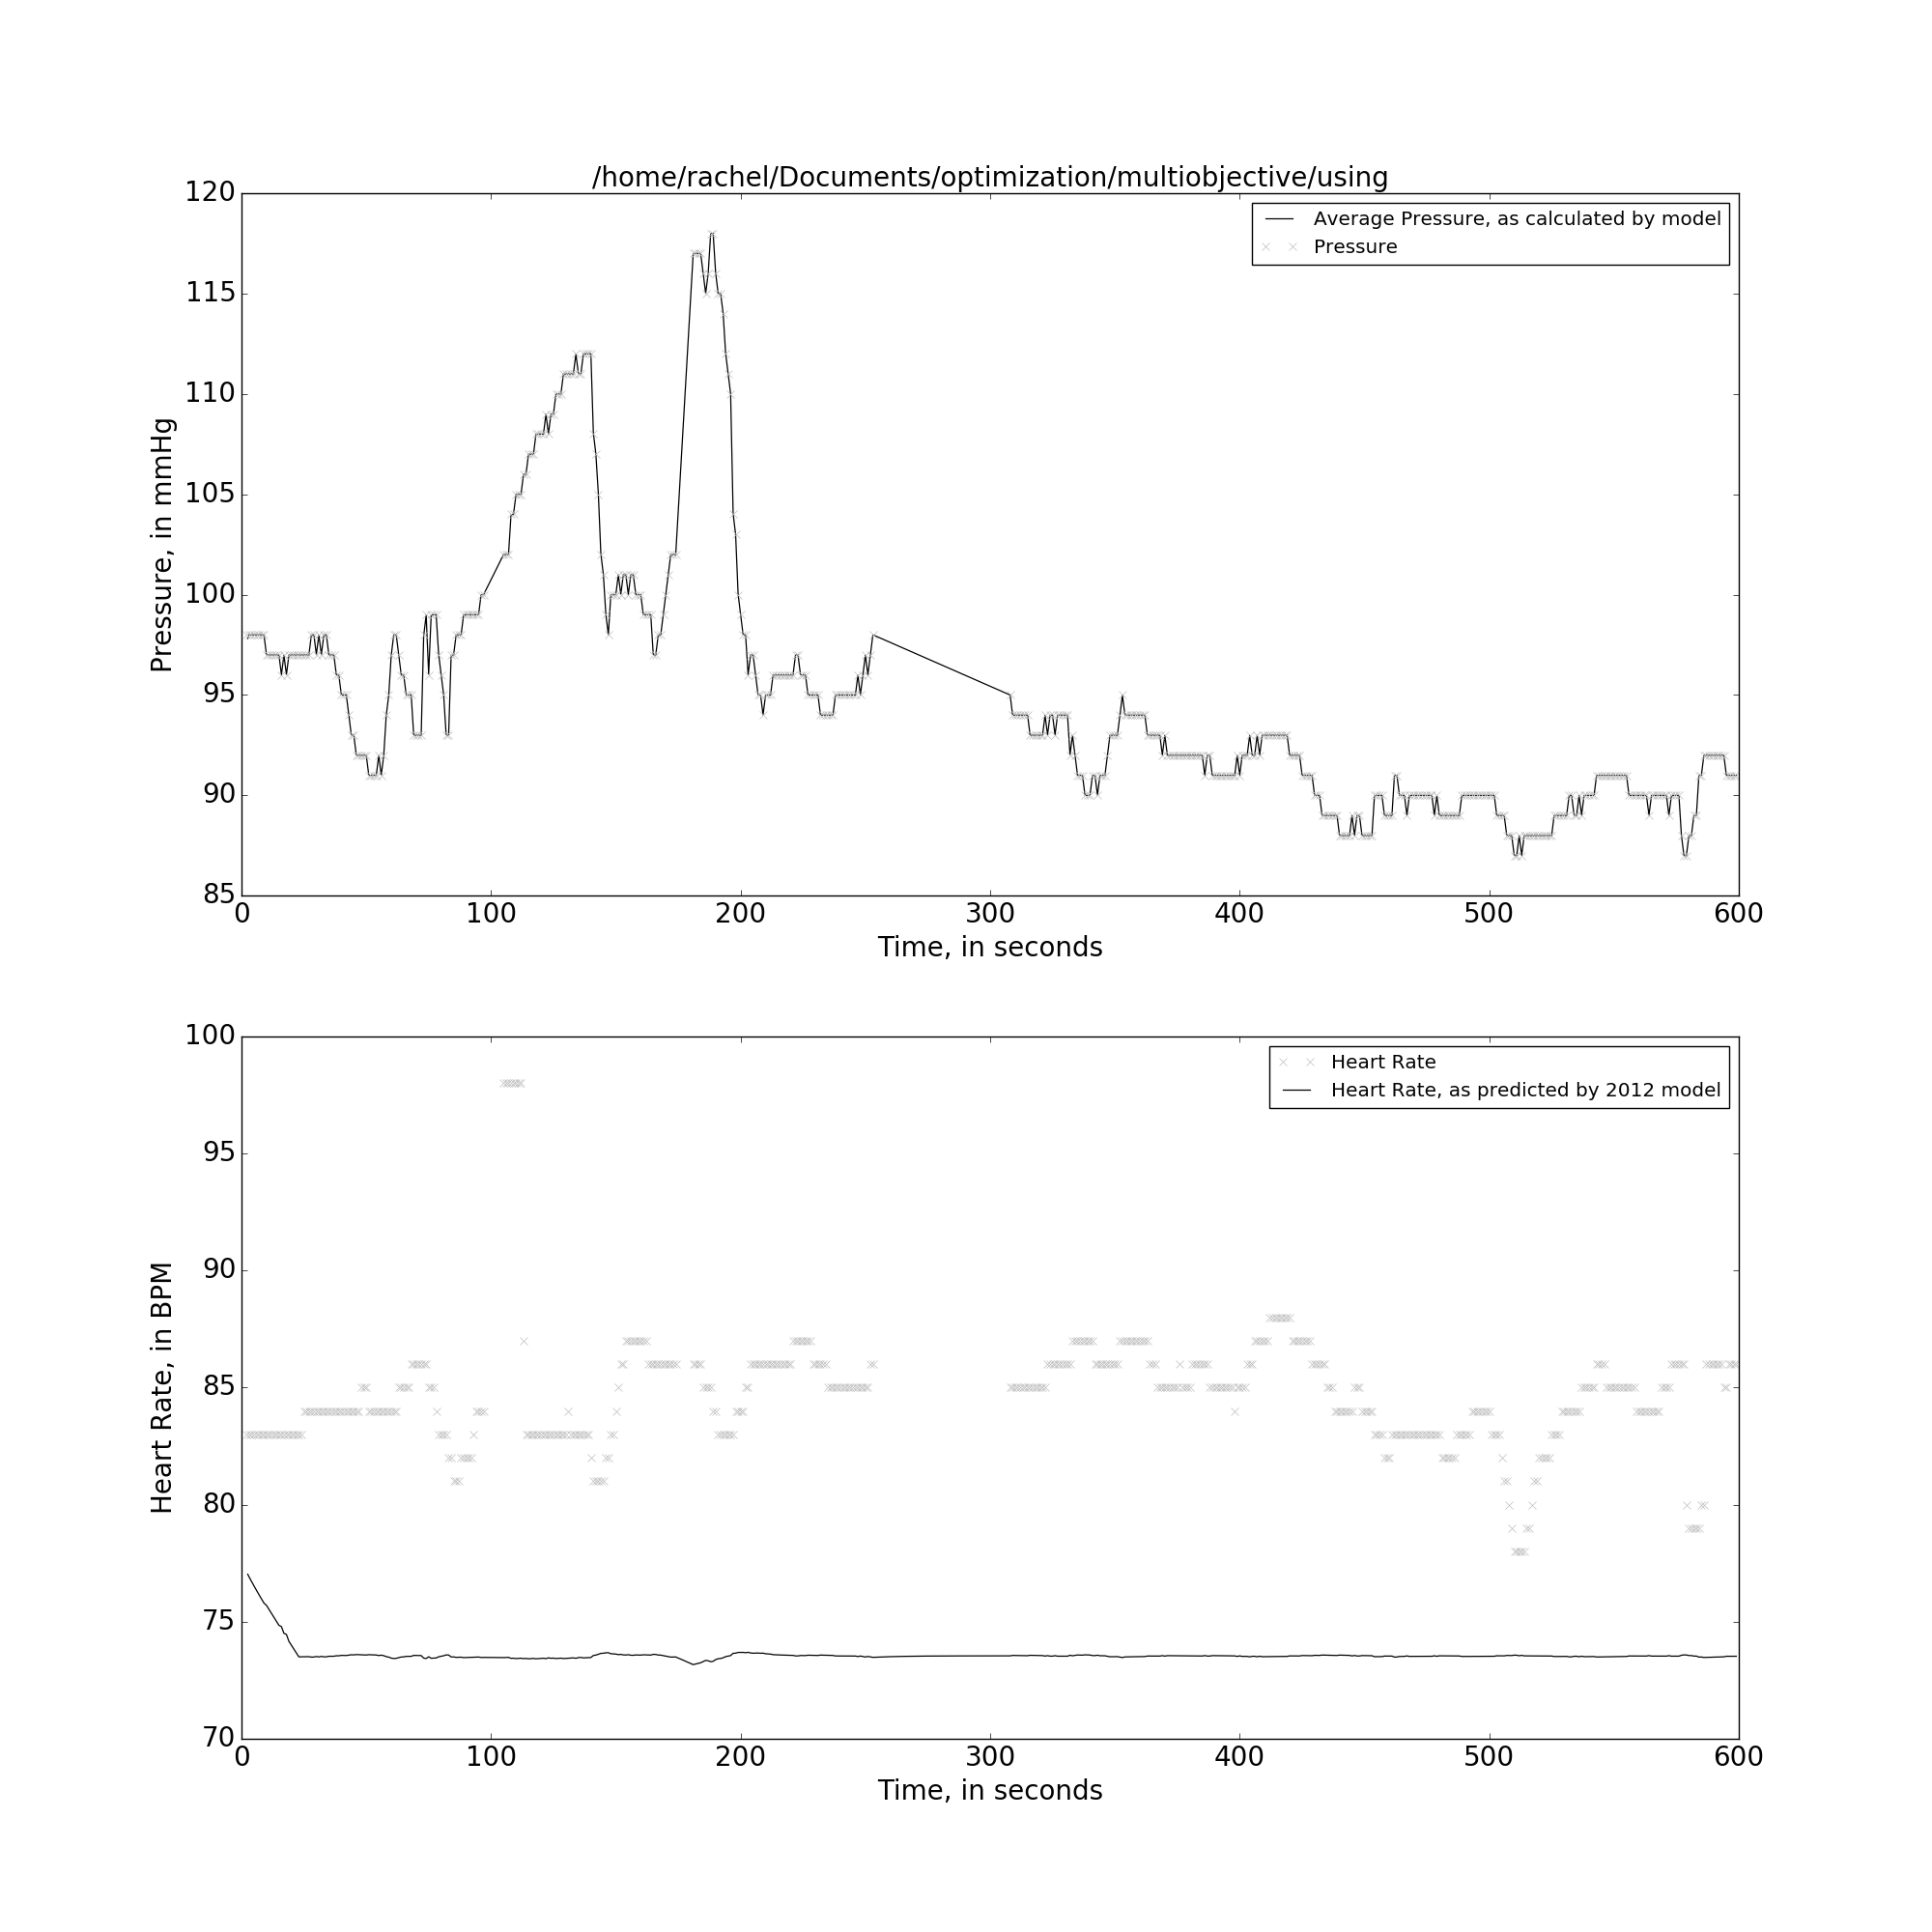 /home/rachel/Documents/optimization/multiobjective/using
120
115
110
105
100
95
90
85
Pressure, in mmHg
Average Pressure, as calculated by model
Pressure
0 100 200 300 400 500 600
Time, in seconds
100
95
90
85
80
75
70
Heart Rate, in BPM
Heart Rate
Heart Rate, as predicted by 2012 model
0 100 200 300 400 500 600
Time, in seconds